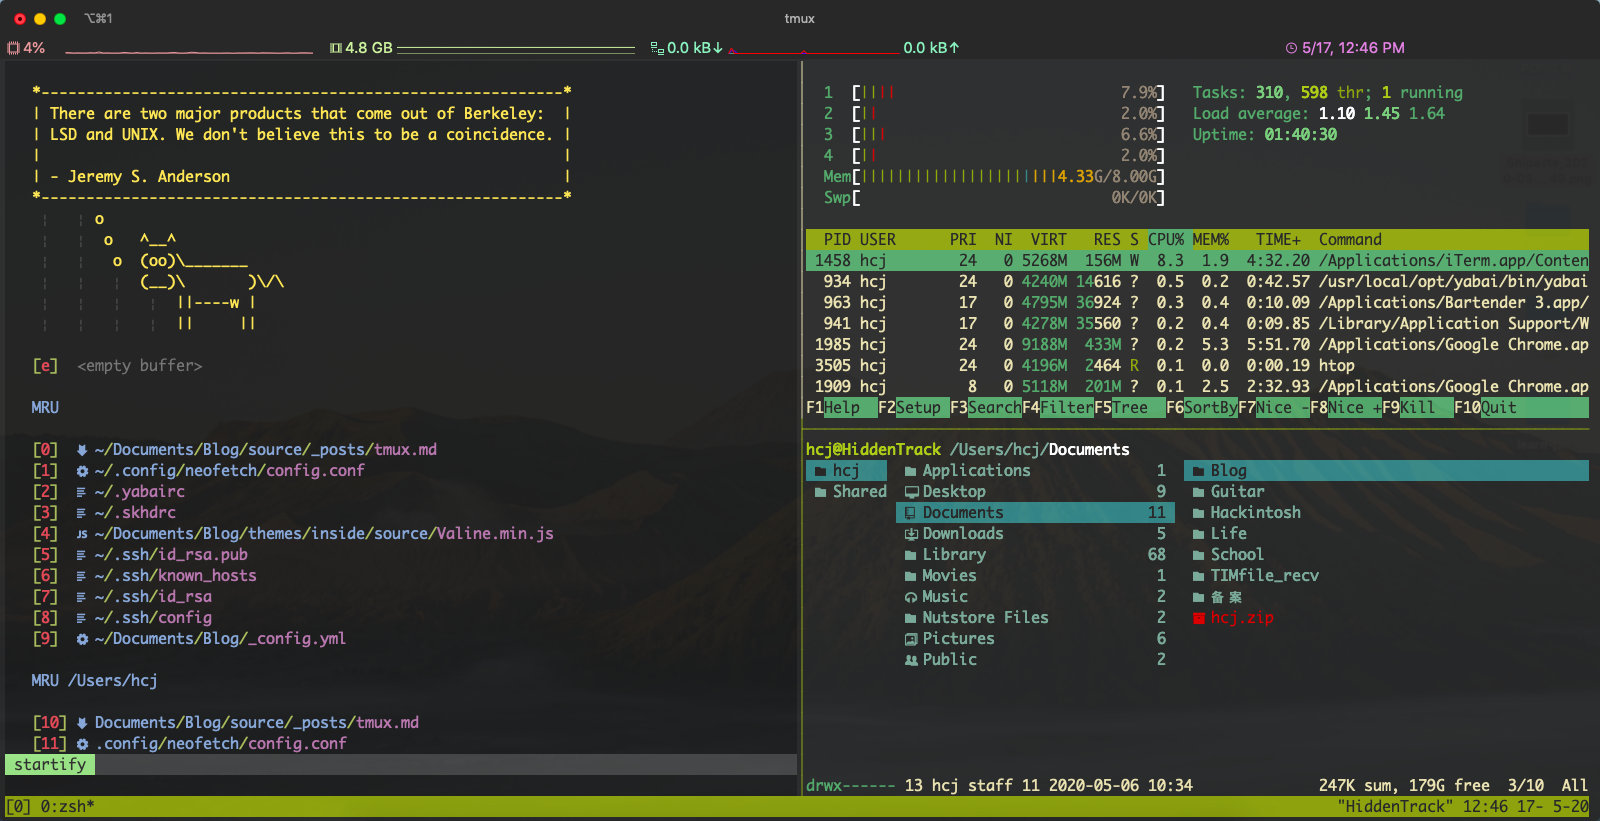 ⌥⌘1
tmux
4%
4.8 GB
0.0 kB↓
0.0 kB↑
5/17, 12:46 PM
*----------------------------------------------------------*
| There are two major products that come out of Berkeley:  |
| LSD and UNIX. We don't believe this to be a coincidence. |
|                                                          |
| - Jeremy S. Anderson                                     |
*----------------------------------------------------------*
o
o   ^__^
o  (oo)\_______
(__)\       )\/\
||----w |
||     ||
[e]  <empty buffer>
MRU
[0] ~/Documents/Blog/source/_posts/tmux.md
[1] ~/.config/neofetch/config.conf
[2] ~/.yabairc
[3] ~/.skhdrc
[4] JS ~/Documents/Blog/themes/inside/source/Valine.min.js
[5] ~/.ssh/id_rsa.pub
[6] ~/.ssh/known_hosts
[7] ~/.ssh/id_rsa
[8] ~/.ssh/config
[9] ~/Documents/Blog/_config.yml
MRU /Users/hcj
[10] Documents/Blog/source/_posts/tmux.md
[11] .config/neofetch/config.conf
startify
1 [|||| 7.9%]
2 [|| 2.0%]
3 [||| 6.6%]
4 [|| 2.0%]
Mem[||||||||||||||||||||||4.33G/8.00G]
Swp[ 0K/0K]
Tasks: 310, 598 thr; 1 running
Load average: 1.10 1.45 1.64
Uptime: 01:40:30
PID USER PRI NI VIRT RES S CPU% MEM% TIME+ Command
1458 hcj 24 0 5268M 156M W 8.3 1.9 4:32.20 /Applications/iTerm.app/Conten
934 hcj 24 0 4240M 14616 ? 0.5 0.2 0:42.57 /usr/local/opt/yabai/bin/yabai
963 hcj 17 0 4795M 36924 ? 0.3 0.4 0:10.09 /Applications/Bartender 3.app/
941 hcj 17 0 4278M 35560 ? 0.2 0.4 0:09.85 /Library/Application Support/W
1985 hcj 24 0 9188M 433M ? 0.2 5.3 5:51.70 /Applications/Google Chrome.ap
3505 hcj 24 0 4196M 2464 R 0.1 0.0 0:00.19 htop
1909 hcj 8 0 5118M 201M ? 0.1 2.5 2:32.93 /Applications/Google Chrome.ap
F1Help F2Setup F3SearchF4FilterF5Tree F6SortByF7Nice -F8Nice +F9Kill F10Quit
hcj@HiddenTrack /Users/hcj/Documents
hcj
Shared
Applications 1
Desktop 9
Documents 11
Downloads 5
Library 68
Movies 1
Music 2
Nutstore Files 2
Pictures 6
Public 2
Blog
Guitar
Hackintosh
Life
School
TIMfile_recv
备案
hcj.zip
drwx------ 13 hcj staff 11 2020-05-06 10:34
247K sum, 179G free 3/10 All
[0] 0:zsh*
"HiddenTrack" 12:46 17- 5-20